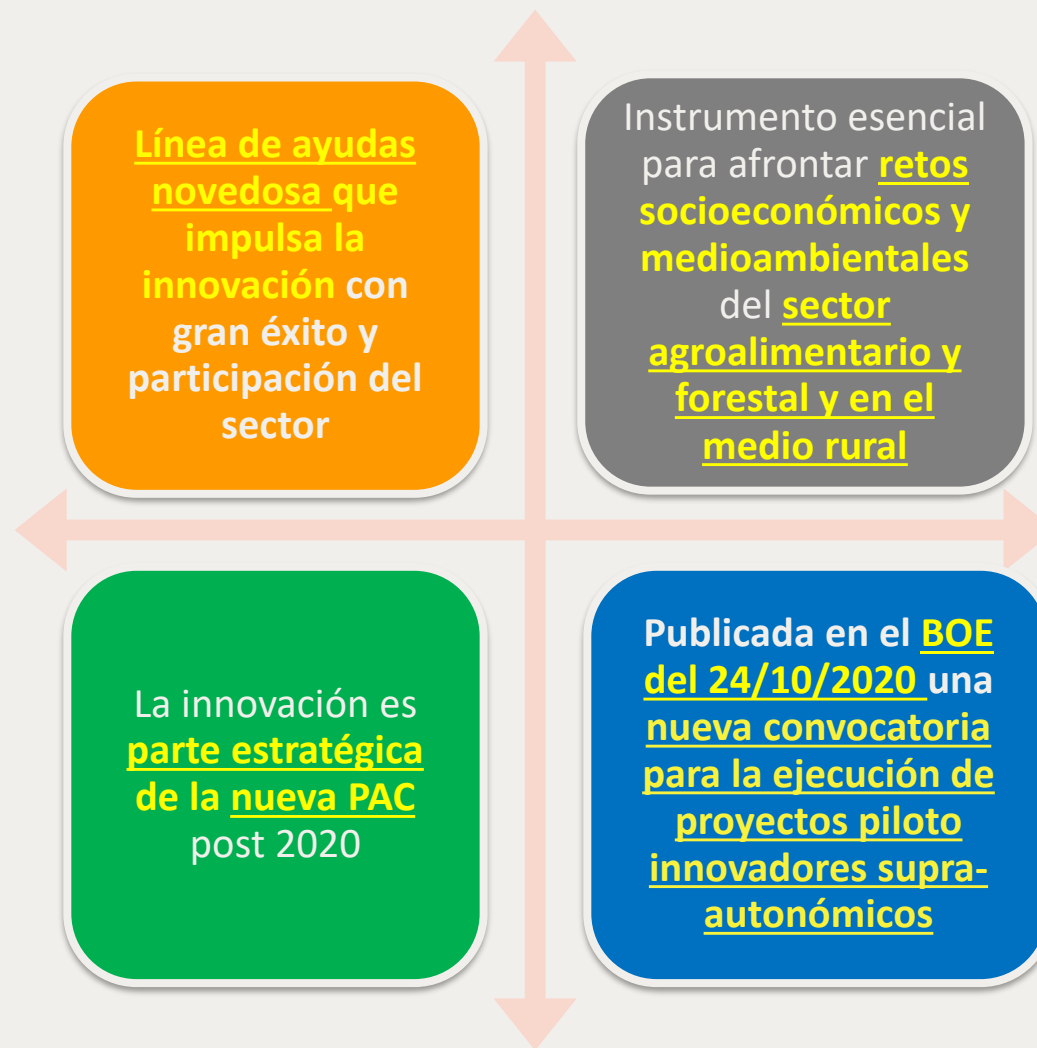 Línea de ayudas
novedosa que
impulsa la
innovación con
gran éxito y
participación del
sector
Instrumento esencial
para afrontar retos
socioeconómicos y
medioambientales
del sector
agroalimentario y
forestal y en el
medio rural
La innovación es
parte estratégica
de la nueva PAC
post 2020
Publicada en el BOE
del 24/10/2020 una
nueva convocatoria
para la ejecución de
proyectos piloto
innovadores supra-
autonómicos